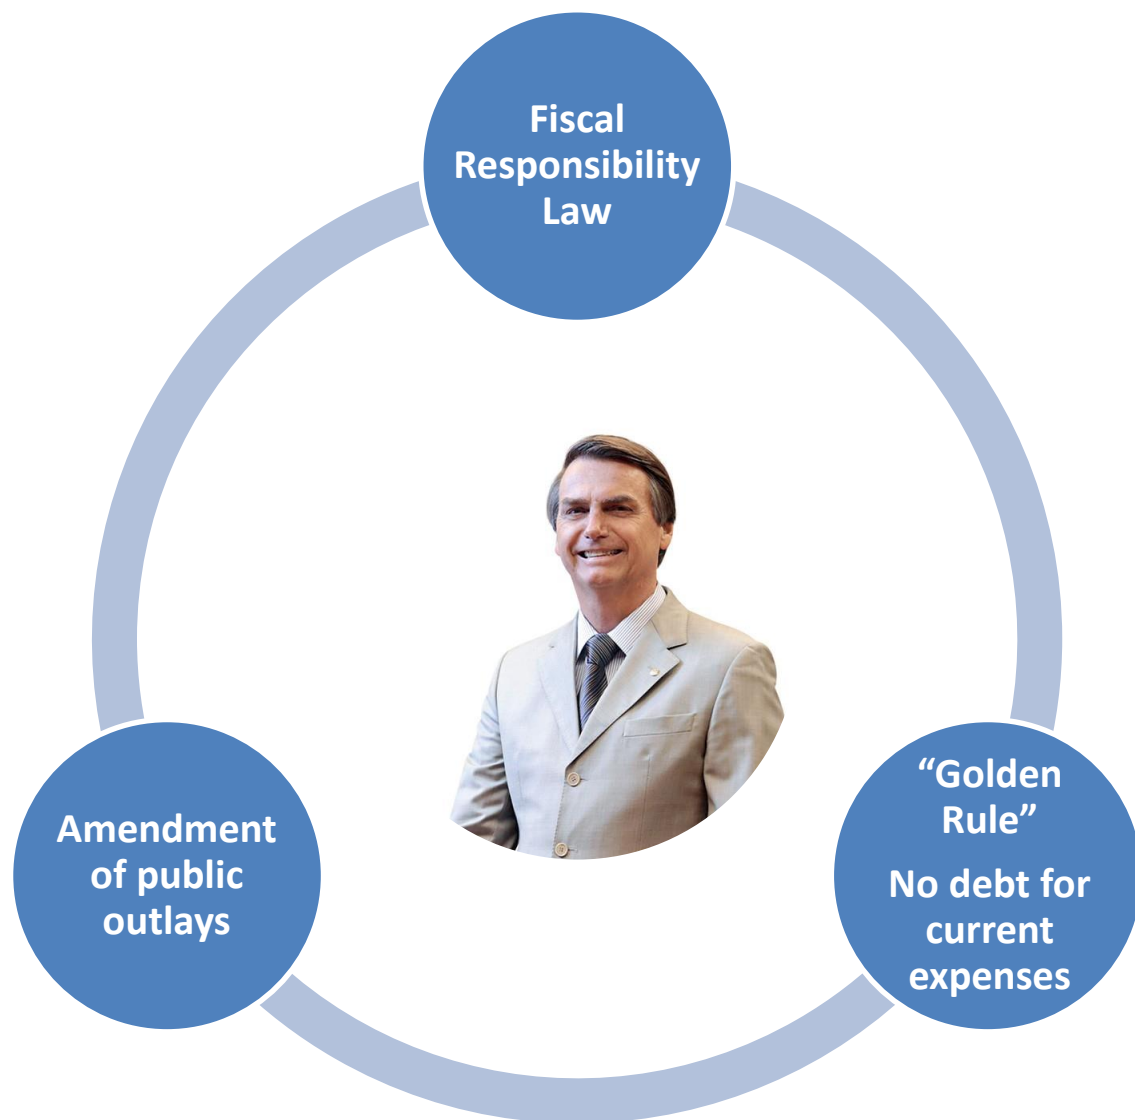 Fiscal
Responsibility
Law
Amendment
of public
outlays
“Golden
Rule”
No debt for
current
expenses